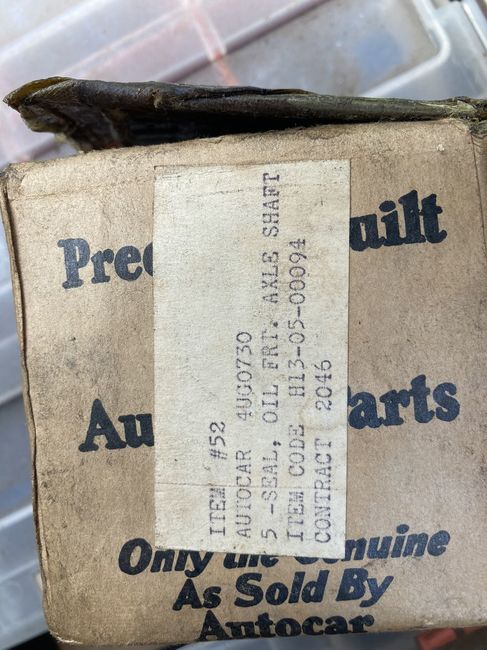 Prec uilt
Au Parts
Only the Genuine
As Sold By
Autocar
ITEM #52
AUTOCAR 4UG0730
5 -SEAL, OIL FRT. AXLE SHAFT
ITEM CODE H13-05-00094
CONTRACT 2046